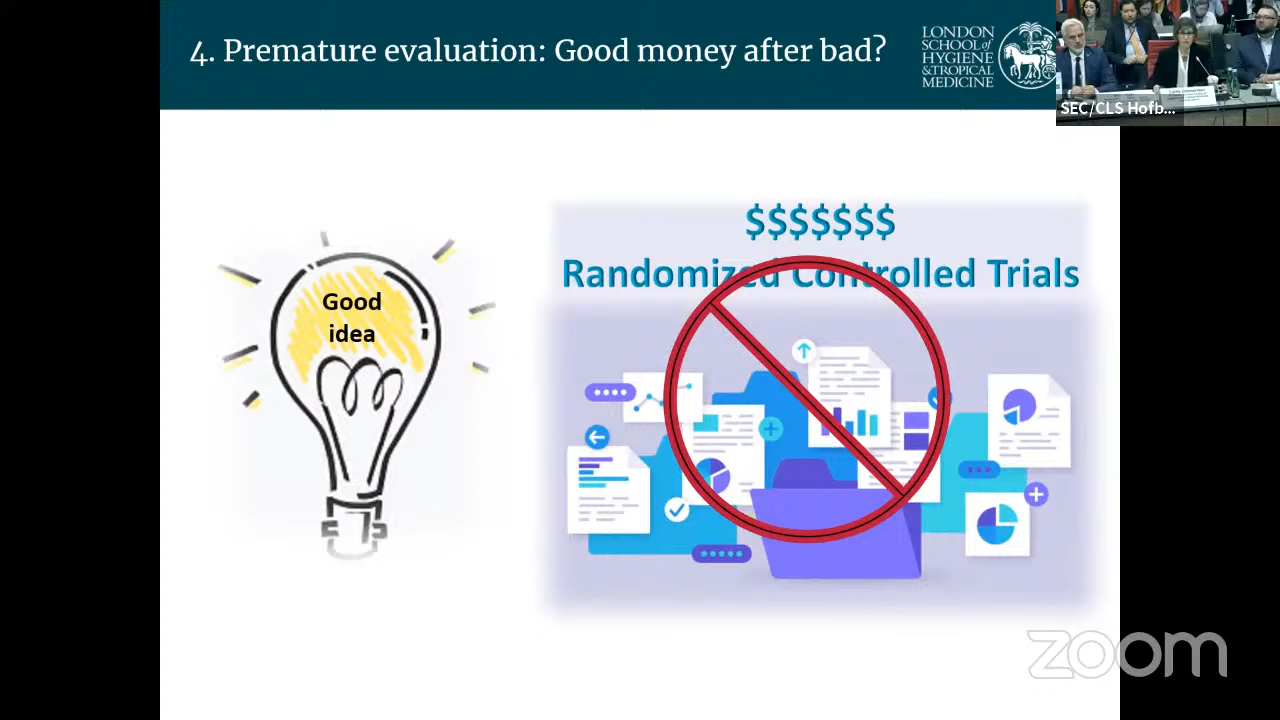 4. Premature evaluation: Good money after bad?
LONDON
SCHOOL of
HYGIENE
& TROPICAL
MEDICINE
SEC/CLS Hofb...
$$$$$$$
Randomized Controlled Trials
Good
idea
zoom